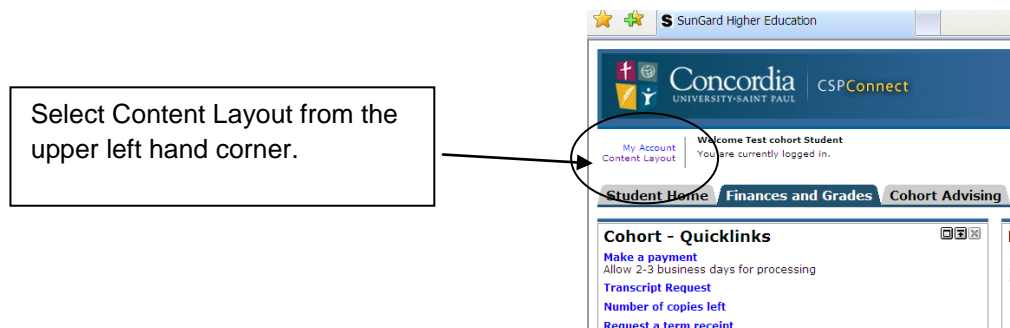 Select Content Layout from the
upper left hand corner.
S SunGard Higher Education
Concordia
UNIVERSITY·SAINT PAUL
CSPConnect
My Account
Content Layout
Welcome Test cohort Student
You are currently logged in.
Student Home
Finances and Grades
Cohort Advising
Cohort - Quicklinks
Make a payment
Allow 2-3 business days for processing
Transcript Request
Number of copies left
Request a term receipt